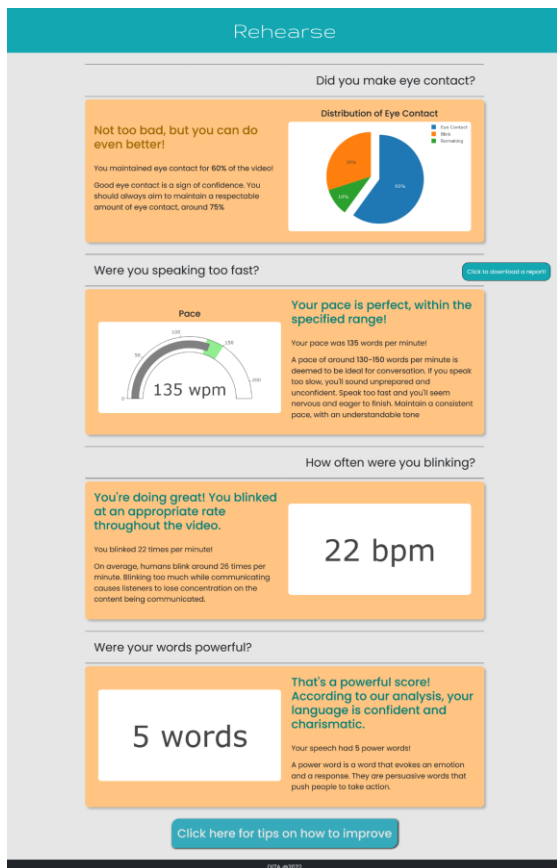 Rehearse
Did you make eye contact?
Not too bad, but you can do
even better!
You maintained eye contact for 60% of the video!
Good eye contact is a sign of confidence. You
should always aim to maintain a respectable
amount of eye contact, around 75%
Distribution of Eye Contact
Eye Contact
Blink
Remaining
30%
60%
10%
Were you speaking too fast?
Click to download a report!
Pace
0
50
100
150
200
135 wpm
Your pace is perfect, within the
specified range!
Your pace was 135 words per minute!
A pace of around 130-150 words per minute is
deemed to be ideal for conversation. If you speak
too slow, you'll sound unprepared and
unconfident. Speak too fast and you'll seem
nervous and eager to finish. Maintain a consistent
pace, with an understandable tone
How often were you blinking?
You're doing great! You blinked
at an appropriate rate
throughout the video.
You blinked 22 times per minute!
On average, humans blink around 26 times per
minute. Blinking too much while communicating
causes listeners to lose concentration on the
content being communicated.
22 bpm
Were your words powerful?
5 words
That's a powerful score!
According to our analysis, your
language is confident and
charismatic.
Your speech had 5 power words!
A power word is a word that evokes an emotion
and a response. They are persuasive words that
push people to take action.
Click here for tips on how to improve
@2022